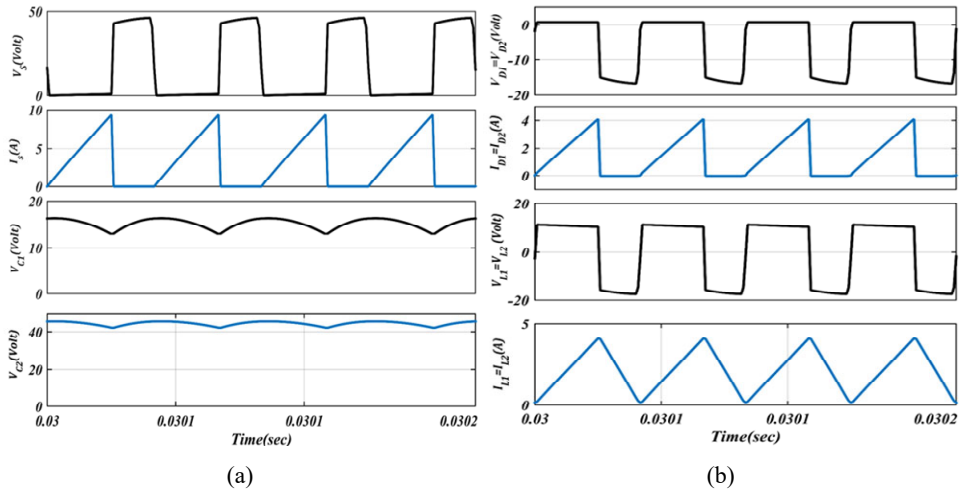 V_S(Volt)
50
0
I_s(A)
10
5
0
V_C1(Volt)
20
10
0
V_C2(Volt)
40
20
0
0.03 0.0301 0.0301 0.0302
Time(sec)
(a)
V_D1=V_D2(Volt)
0
-10
-20
I_D1=I_D2(A)
4
2
0
V_L1=V_L2 (Volt)
20
0
-20
I_L1=I_L2(A)
5
0
0.03 0.0301 0.0301 0.0302
Time(sec)
(b)